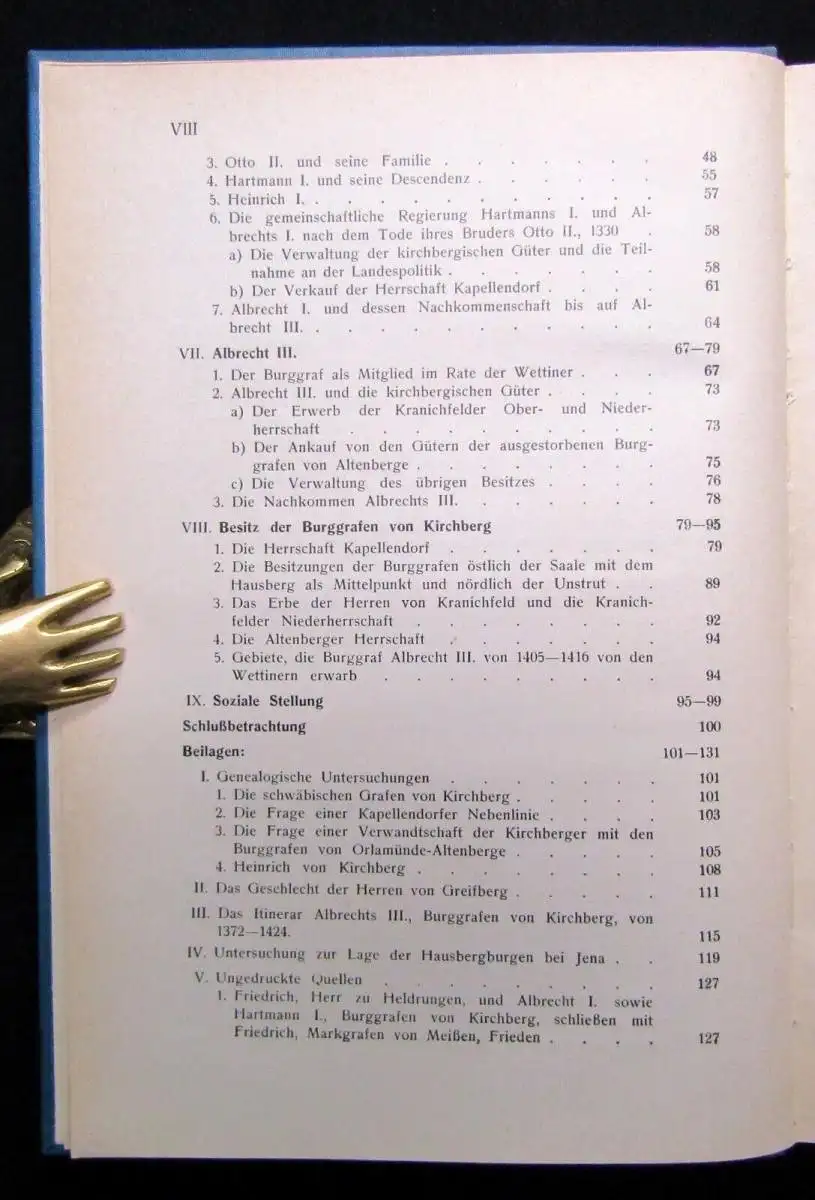 VIII
3. Otto II. und seine Familie . . . . . . . 48
4. Hartmann I. und seine Descendenz . . . . . . 55
5. Heinrich I. . . . . . . . . . . . 57
6. Die gemeinschaftliche Regierung Hartmanns I. und Al-
brechts I. nach dem Tode ihres Bruders Otto II., 1330 . 58
a) Die Verwaltung der kirchbergischen Güter und die Teil-
nahme an der Landespolitik . . . . . . . 58
b) Der Verkauf der Herrschaft Kapellendorf . . . . 61
7. Albrecht I. und dessen Nachkommenschaft bis auf Al-
brecht III. . . . . . . . . . . . 64
VII. Albrecht III. 67—79
1. Der Burggraf als Mitglied im Rate der Wettiner . . . 67
2. Albrecht III. und die kirchbergischen Güter . . . . 73
a) Der Erwerb der Kranichfelder Ober- und Nieder-
herrschaft . . . . . . . . . . 73
b) Der Ankauf von den Gütern der ausgestorbenen Burg-
grafen von Altenberge . . . . . . . . 75
c) Die Verwaltung des übrigen Besitzes . . . . 76
3. Die Nachkommen Albrechts III. . . . . . . 78
VIII. Besitz der Burggrafen von Kirchberg 79—95
1. Die Herrschaft Kapellendorf . . . . . . . 79
2. Die Besitzungen der Burggrafen östlich der Saale mit dem
Hausberg als Mittelpunkt und nördlich der Unstrut . . 89
3. Das Erbe der Herren von Kranichfeld und die Kranich-
felder Niederherrschaft . . . . . . . . 92
4. Die Altenberger Herrschaft . . . . . . . 94
5. Gebiete, die Burggraf Albrecht III. von 1405—1416 von den
Wettinern erwarb . . . . . . . . . 94
IX. Soziale Stellung 95—99
Schlußbetrachtung 100
Beilagen: 101—131
I. Genealogische Untersuchungen . . . . . . . 101
1. Die schwäbischen Grafen von Kirchberg . . . . . 101
2. Die Frage einer Kapellendorfer Nebenlinie . . . . 103
3. Die Frage einer Verwandtschaft der Kirchberger mit den
Burggrafen von Orlamünde-Altenberge . . . . . 105
4. Heinrich von Kirchberg . . . . . . . . 108
II. Das Geschlecht der Herren von Greifberg . . . . . 111
III. Das Itinerar Albrechts III., Burggrafen von Kirchberg, von
1372—1424. 115
IV. Untersuchung zur Lage der Hausbergburgen bei Jena . . 119
V. Ungedruckte Quellen . . . . . . . . . 127
1. Friedrich, Herr zu Heldrungen, und Albrecht I. sowie
Hartmann I., Burggrafen von Kirchberg, schließen mit
Friedrich, Markgrafen von Meißen, Frieden . . . . 127